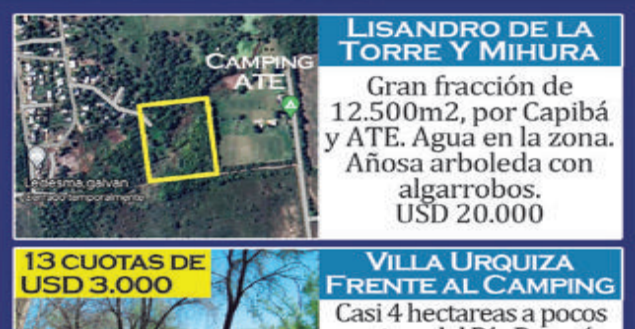 LISANDRO DE LA
TORRE Y MIHURA
CAMPING
ATE
Gran fracción de
12.500m2, por Capibá
y ATE. Agua en la zona.
Añosa arboleda con
algarrobos.
USD 20.000
Ledesma galvan
Cerrado temporalmente
13 CUOTAS DE
USD 3.000
VILLA URQUIZA
FRENTE AL CAMPING
Casi 4 hectareas a pocos